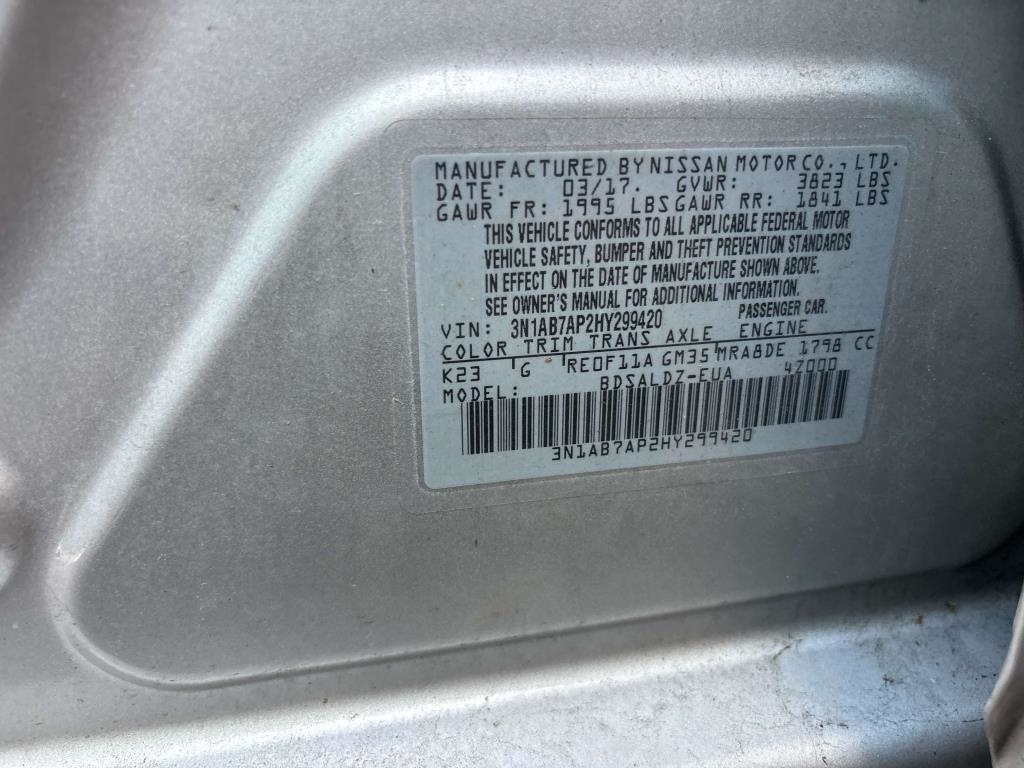 MANUFACTURED BY NISSAN MOTOR CO., LTD.
DATE: 03/17. GVWR: 3823 LBS
GAWR FR: 1995 LBS GAWR RR: 1841 LBS
THIS VEHICLE CONFORMS TO ALL APPLICABLE FEDERAL MOTOR
VEHICLE SAFETY, BUMPER AND THEFT PREVENTION STANDARDS
IN EFFECT ON THE DATE OF MANUFACTURE SHOWN ABOVE.
SEE OWNER'S MANUAL FOR ADDITIONAL INFORMATION.
VIN: 3N1AB7AP2HY299420 PASSENGER CAR.
COLOR TRIM TRANS AXLE ENGINE
K23 G RE0F11A GM35 MRA8DE 1798 CC
MODEL: BDSALDZ-EUA 4Z000
3N1AB7AP2HY299420